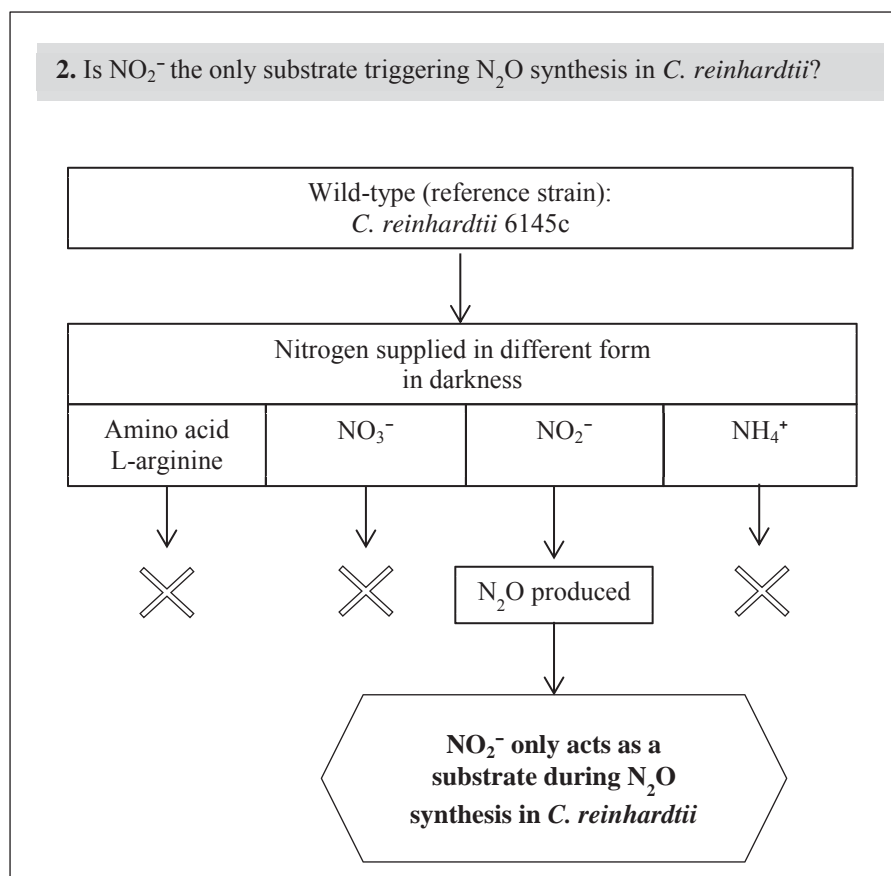 2. Is NO₂⁻ the only substrate triggering N₂O synthesis in C. reinhardtii?
Wild-type (reference strain):
C. reinhardtii 6145c
Nitrogen supplied in different form
in darkness
Amino acid
L-arginine
NO₃⁻
NO₂⁻
NH₄⁺
N₂O produced
NO₂⁻ only acts as a
substrate during N₂O
synthesis in C. reinhardtii